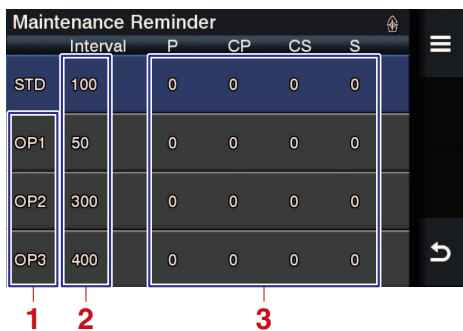 Maintenance Reminder
Interval P CP CS S
STD 100 0 0 0 0
OP1 50 0 0 0 0
OP2 300 0 0 0 0
OP3 400 0 0 0 0
1 2 3